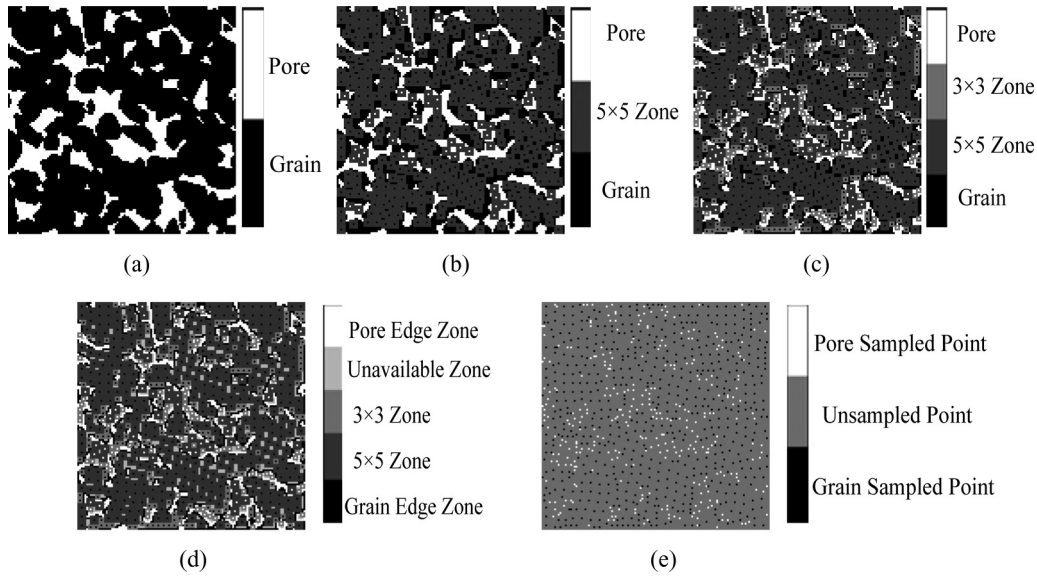 Pore
Grain
(a)
Pore
5×5 Zone
Grain
(b)
Pore
3×3 Zone
5×5 Zone
Grain
(c)
Pore Edge Zone
Unavailable Zone
3×3 Zone
5×5 Zone
Grain Edge Zone
(d)
Pore Sampled Point
Unsampled Point
Grain Sampled Point
(e)